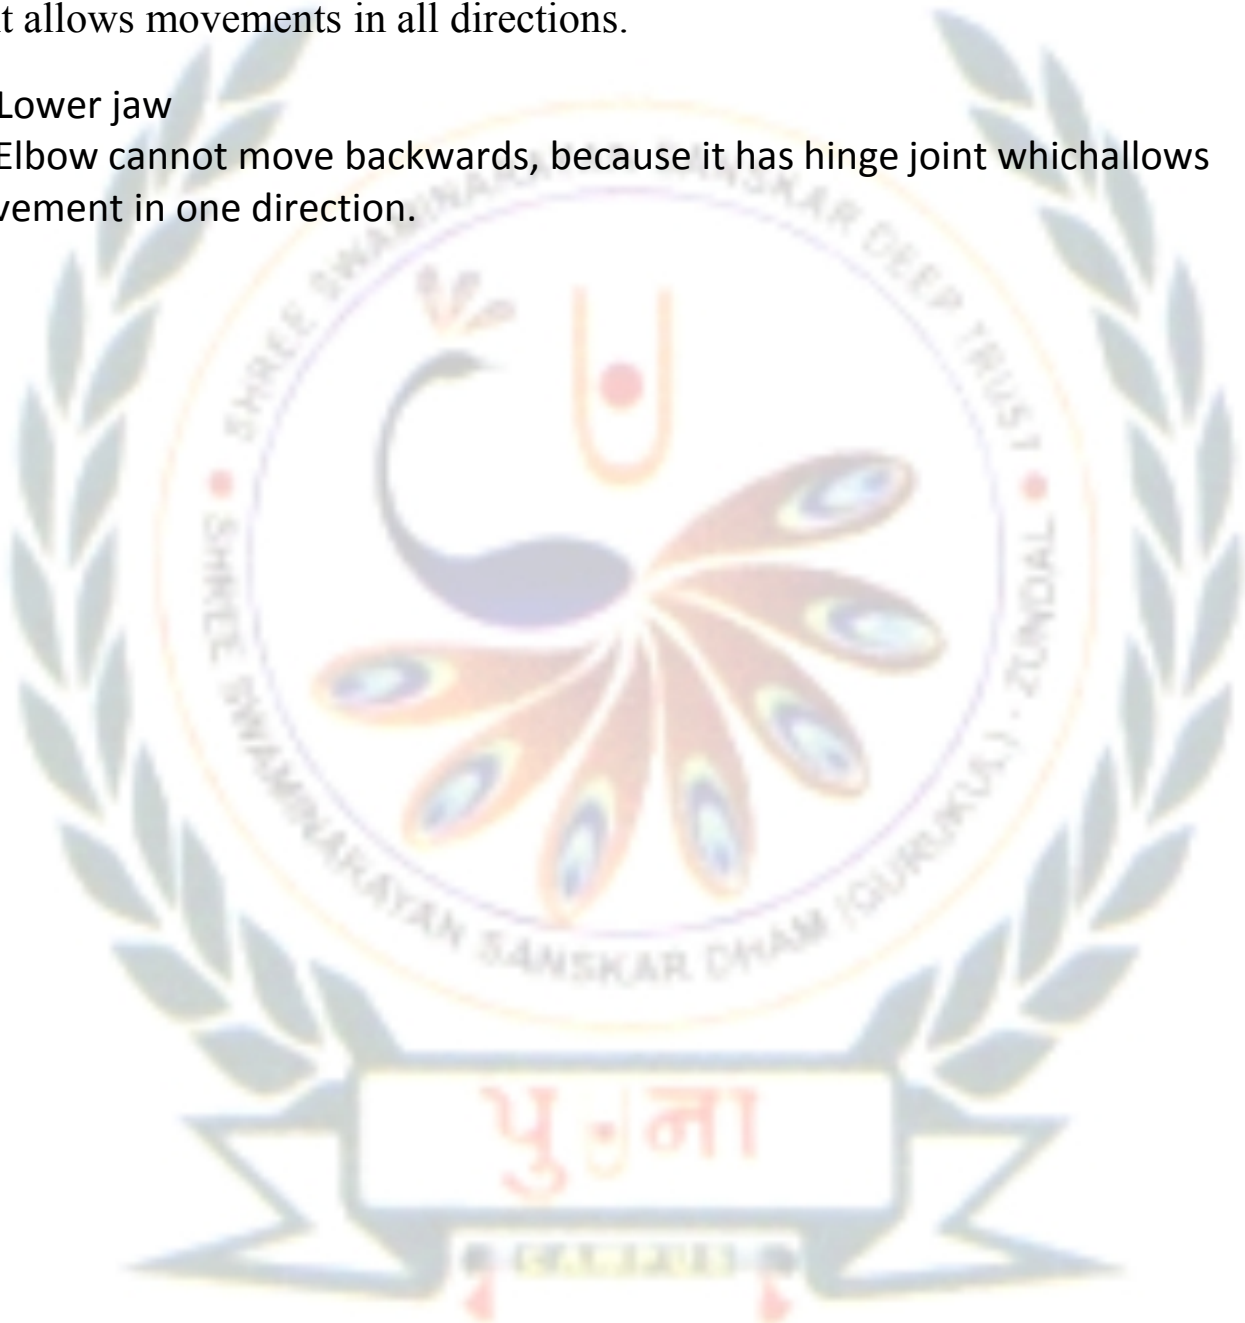 t allows movements in all directions.
Lower jaw
Elbow cannot move backwards, because it has hinge joint whichallows
vement in one direction.
SHREE SWAMINARAYAN SANSKAR DEEP TRUST
SHREE SWAMINARAYAN SANSKAR DHAM (GURUKUL) - ZUNDAL
પુ ના